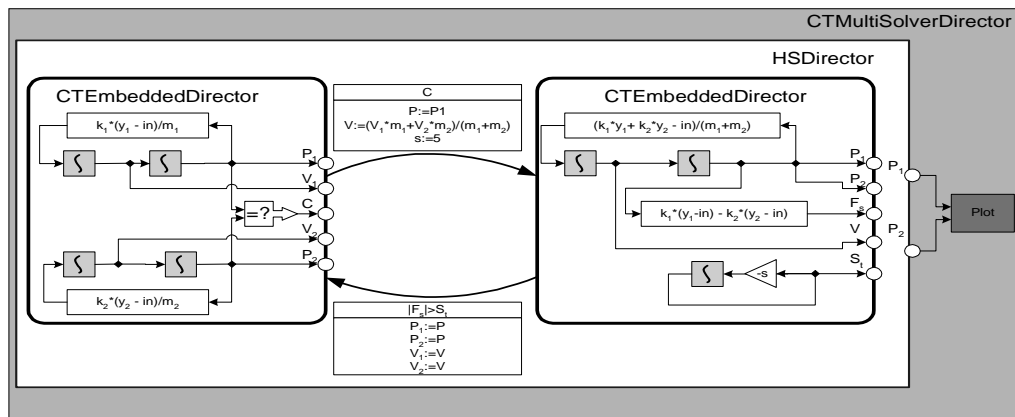 CTMultiSolverDirector
HSDirector
CTEmbeddedDirector
k₁*(y₁ - in)/m₁
∫
∫
P₁
V₁
=?
C
V₂
∫
∫
P₂
k₂*(y₂ - in)/m₂
C
P:=P1
V:=(V₁*m₁+V₂*m₂)/(m₁+m₂)
s:=5
|Fₛ|>Sₜ
P₁:=P
P₂:=P
V₁:=V
V₂:=V
CTEmbeddedDirector
(k₁*y₁+ k₂*y₂ - in)/(m₁+m₂)
∫
∫
P₁
P₂
k₁*(y₁-in) - k₂*(y₂ - in)
Fₛ
V
∫
-s
Sₜ
P₁
P₂
Plot